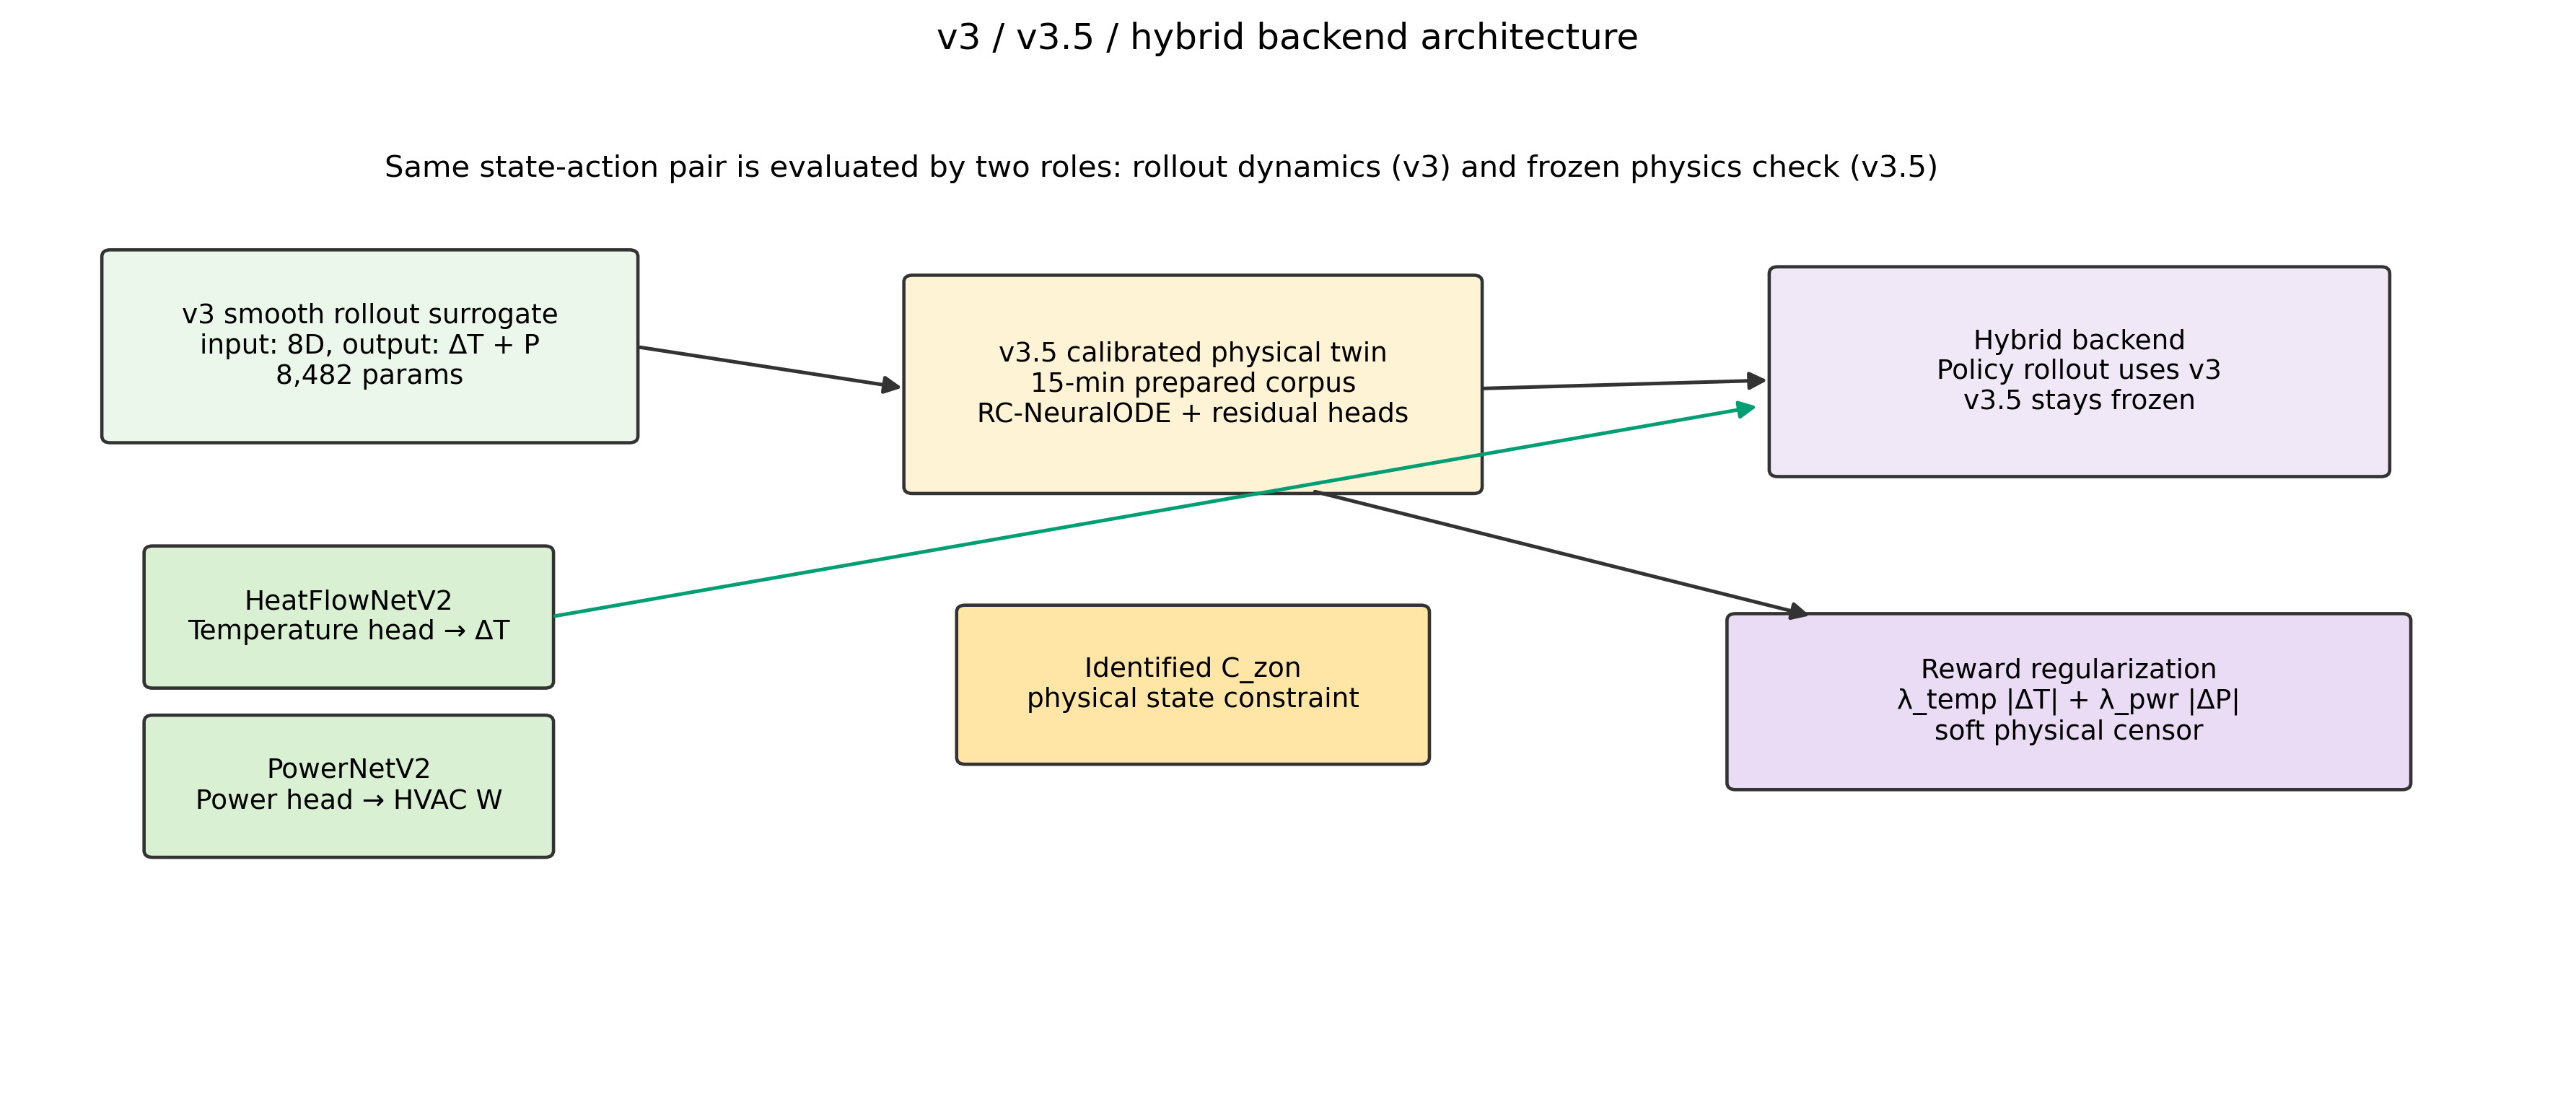 v3 / v3.5 / hybrid backend architecture
Same state-action pair is evaluated by two roles: rollout dynamics (v3) and frozen physics check (v3.5)
v3 smooth rollout surrogate
input: 8D, output: ΔT + P
8,482 params
v3.5 calibrated physical twin
15-min prepared corpus
RC-NeuralODE + residual heads
Hybrid backend
Policy rollout uses v3
v3.5 stays frozen
HeatFlowNetV2
Temperature head → ΔT
Identified C_zon
physical state constraint
Reward regularization
λ_temp |ΔT| + λ_pwr |ΔP|
soft physical censor
PowerNetV2
Power head → HVAC W